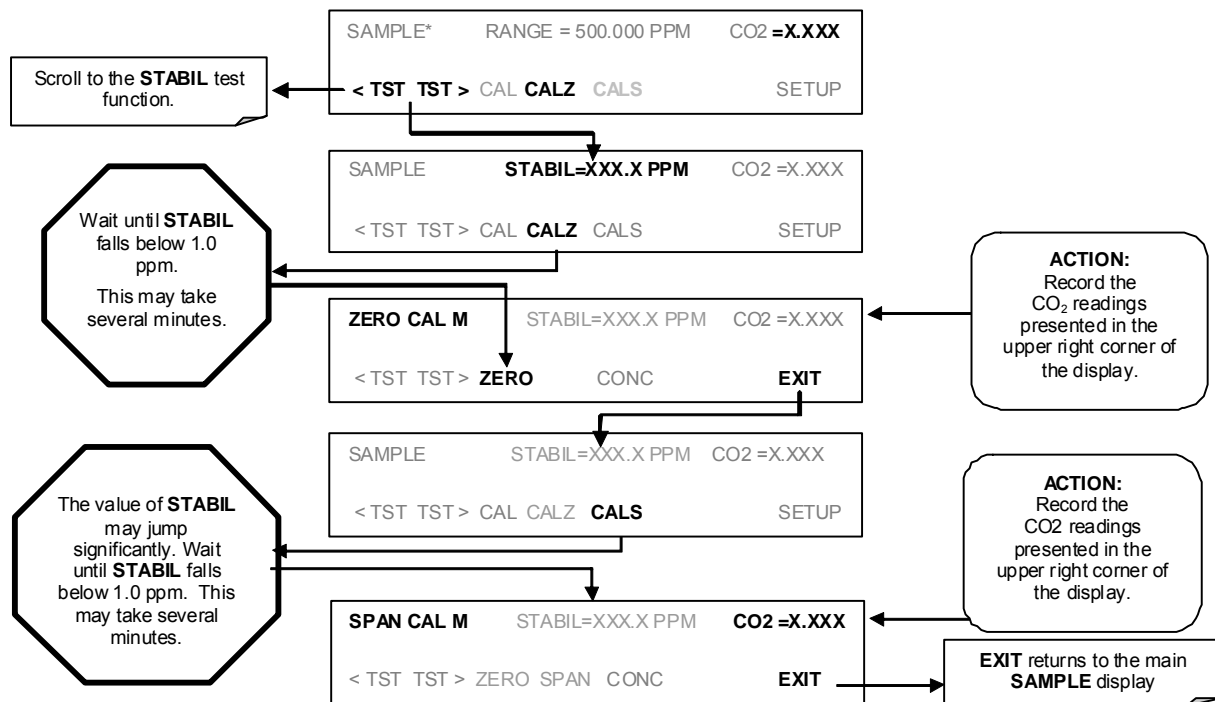 SAMPLE* RANGE = 500.000 PPM CO2 =X.XXX
< TST TST > CAL CALZ CALS SETUP
Scroll to the STABIL test
function.
SAMPLE STABIL=XXX.X PPM CO2 =X.XXX
< TST TST > CAL CALZ CALS SETUP
Wait until STABIL
falls below 1.0
ppm.
This may take
several minutes.
ZERO CAL M STABIL=XXX.X PPM CO2 =X.XXX
< TST TST > ZERO CONC EXIT
ACTION:
Record the
CO₂ readings
presented in the
upper right corner of
the display.
SAMPLE STABIL=XXX.X PPM CO2 =X.XXX
< TST TST > CAL CALZ CALS SETUP
The value of STABIL
may jump
significantly. Wait
until STABIL falls
below 1.0 ppm. This
may take several
minutes.
ACTION:
Record the
CO2 readings
presented in the
upper right corner of
the display.
SPAN CAL M STABIL=XXX.X PPM CO2 =X.XXX
< TST TST > ZERO SPAN CONC EXIT
EXIT returns to the main
SAMPLE display